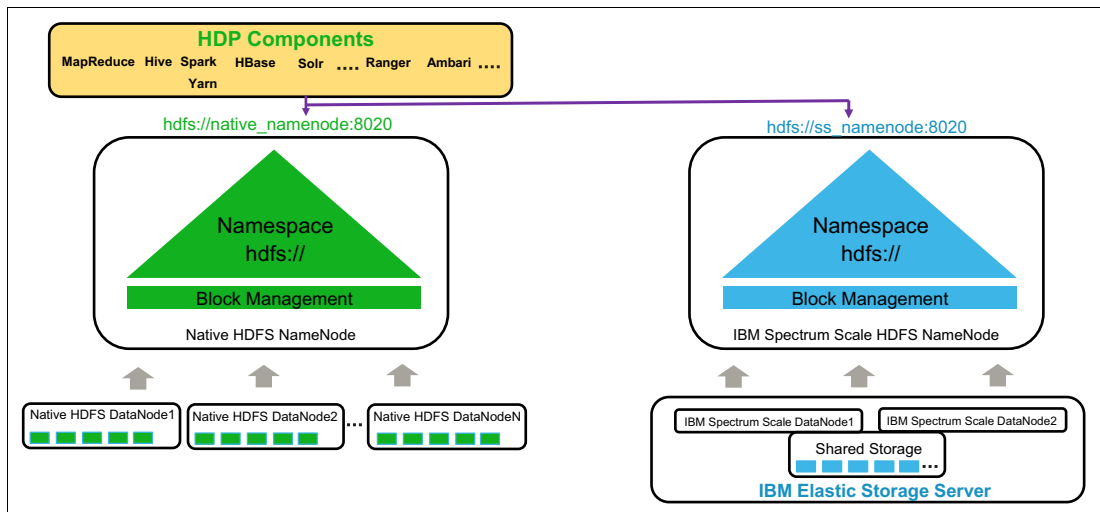 HDP Components
MapReduce Hive Spark HBase Solr .... Ranger Ambari ....
Yarn
hdfs://native_namenode:8020
hdfs://ss_namenode:8020
Namespace
hdfs://
Block Management
Native HDFS NameNode
Namespace
hdfs://
Block Management
IBM Spectrum Scale HDFS NameNode
Native HDFS DataNode1
Native HDFS DataNode2
...
Native HDFS DataNodeN
IBM Spectrum Scale DataNode1
IBM Spectrum Scale DataNode2
Shared Storage
...
IBM Elastic Storage Server